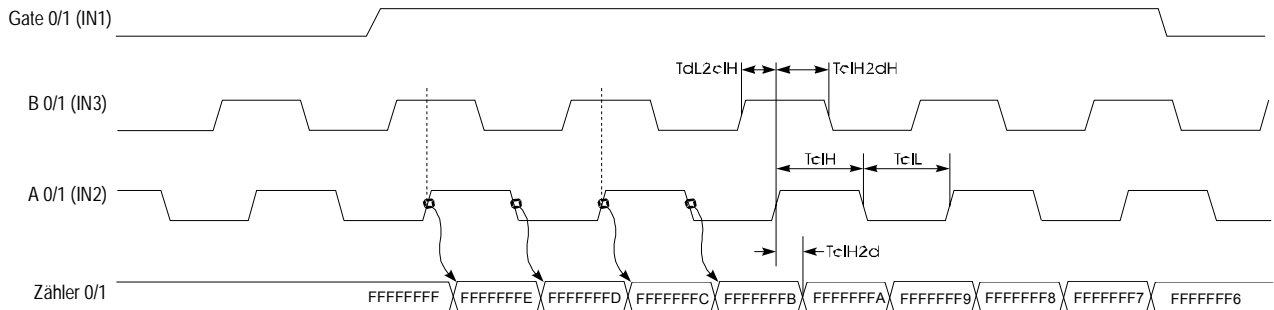 Gate 0/1 (IN1)
TdL2clH
TclH2dH
B 0/1 (IN3)
TclH
TclL
A 0/1 (IN2)
TclH2d
Zähler 0/1
FFFFFFFF
FFFFFFFE
FFFFFFFD
FFFFFFFC
FFFFFFFB
FFFFFFFA
FFFFFFF9
FFFFFFF8
FFFFFFF7
FFFFFFF6